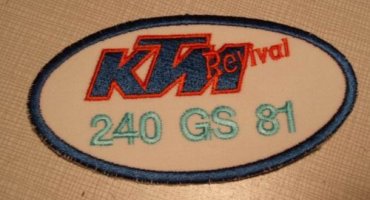 KTM Revival
240 GS 81